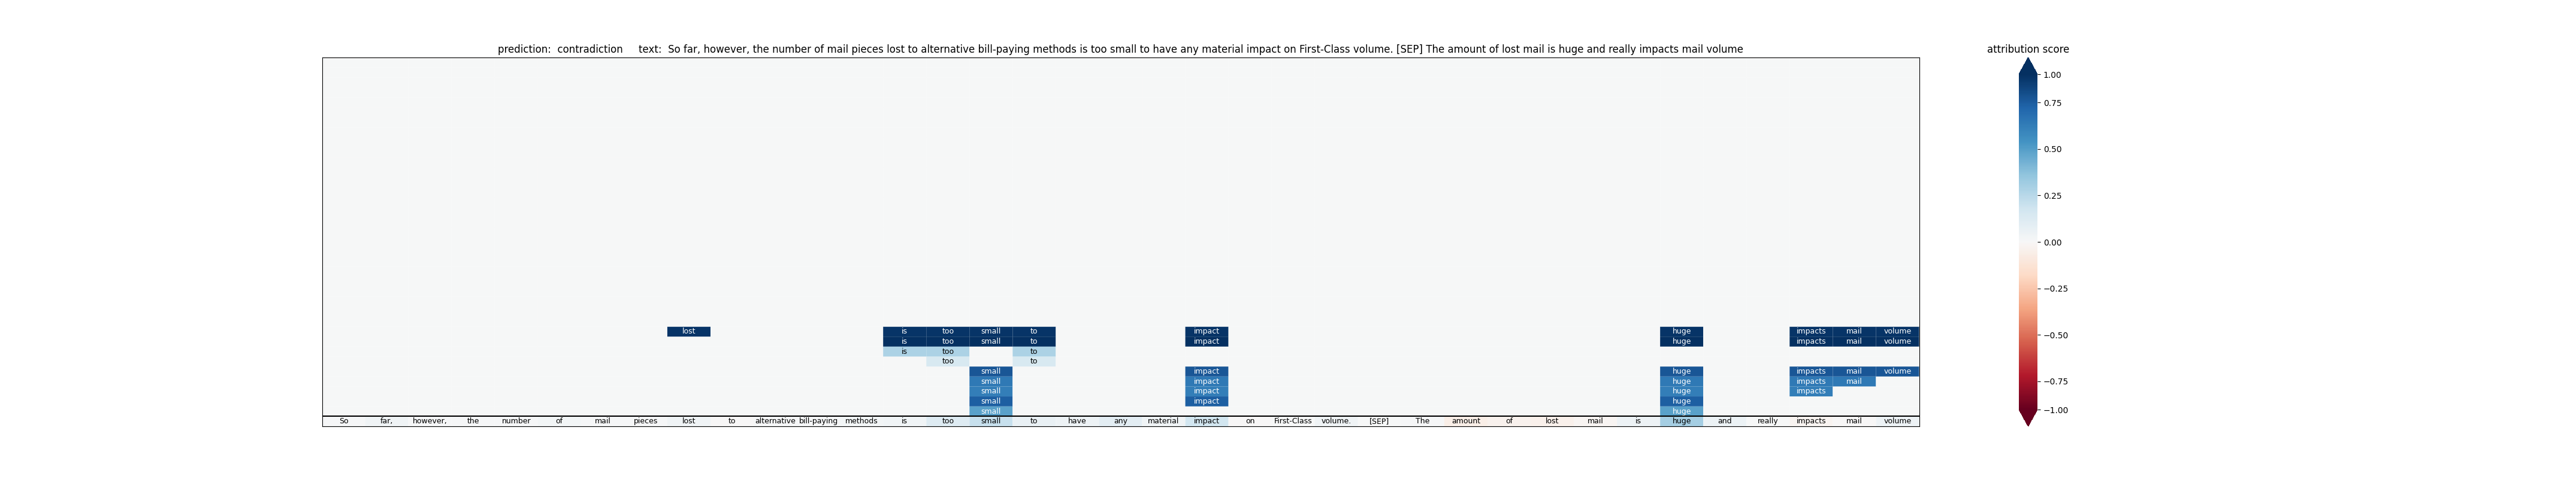 prediction:  contradiction     text:  So far, however, the number of mail pieces lost to alternative bill-paying methods is too small to have any material impact on First-Class volume. [SEP] The amount of lost mail is huge and really impacts mail volume
attribution score
1.00
0.75
0.50
0.25
0.00
−0.25
−0.50
−0.75
−1.00
lost is too small to impact huge impacts mail volume
is too small to impact huge impacts mail volume
is too to
too to
small impact huge impacts mail volume
small impact huge impacts mail
small impact huge impacts
small impact huge
small huge
So far, however, the number of mail pieces lost to alternative bill-paying methods is too small to have any material impact on First-Class volume. [SEP] The amount of lost mail is huge and really impacts mail volume